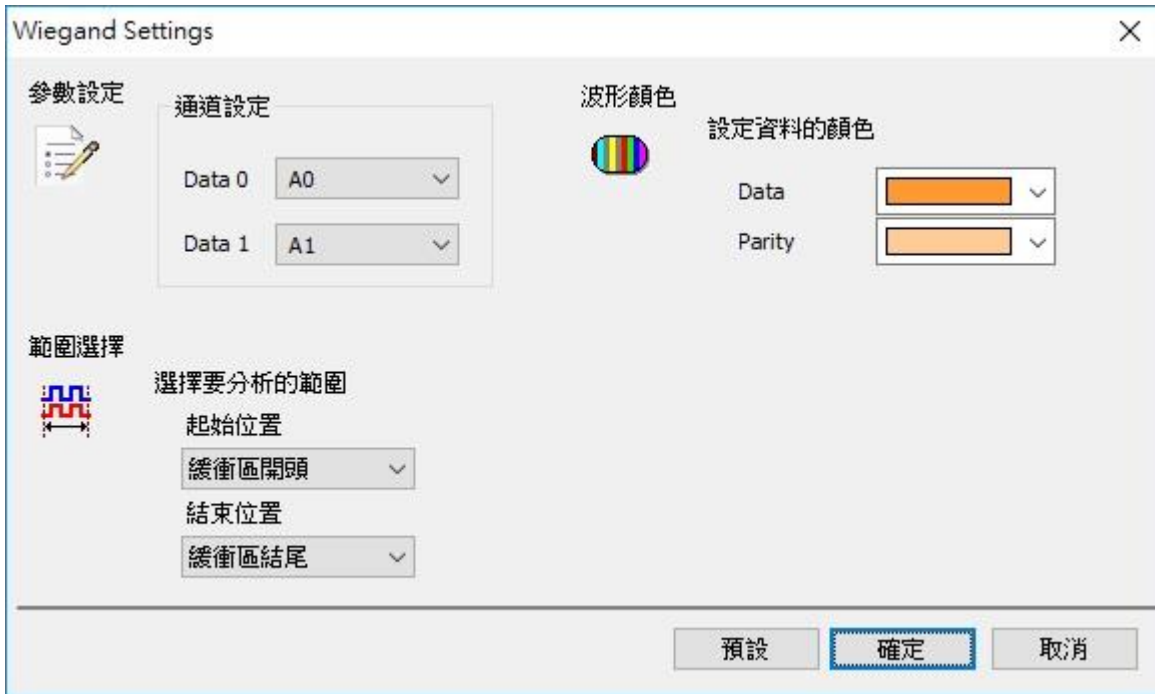 Wiegand Settings
參數設定
通道設定
Data 0 A0
Data 1 A1
波形顏色
設定資料的顏色
Data
Parity
範圍選擇
選擇要分析的範圍
起始位置
緩衝區開頭
結束位置
緩衝區結尾
預設 確定 取消